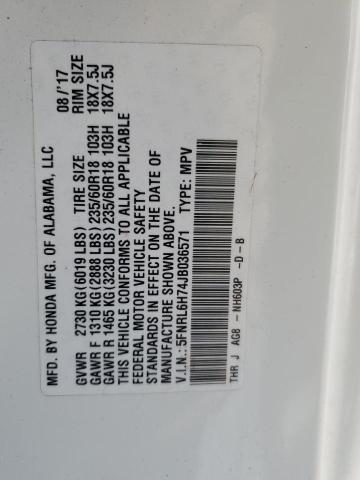 MFD. BY HONDA MFG. OF ALABAMA, LLC 08/'17
GVWR 2730 KG(6019 LBS) TIRE SIZE RIM SIZE
GAWR F 1310 KG(2888 LBS) 235/60R18 103H 18X7.5J
GAWR R 1465 KG(3230 LBS) 235/60R18 103H 18X7.5J
THIS VEHICLE CONFORMS TO ALL APPLICABLE
FEDERAL MOTOR VEHICLE SAFETY
STANDARDS IN EFFECT ON THE DATE OF
MANUFACTURE SHOWN ABOVE.
V.I.N.: 5FNRL6H74JB036571 TYPE: MPV
THR J AG8 - NH603P -D - B